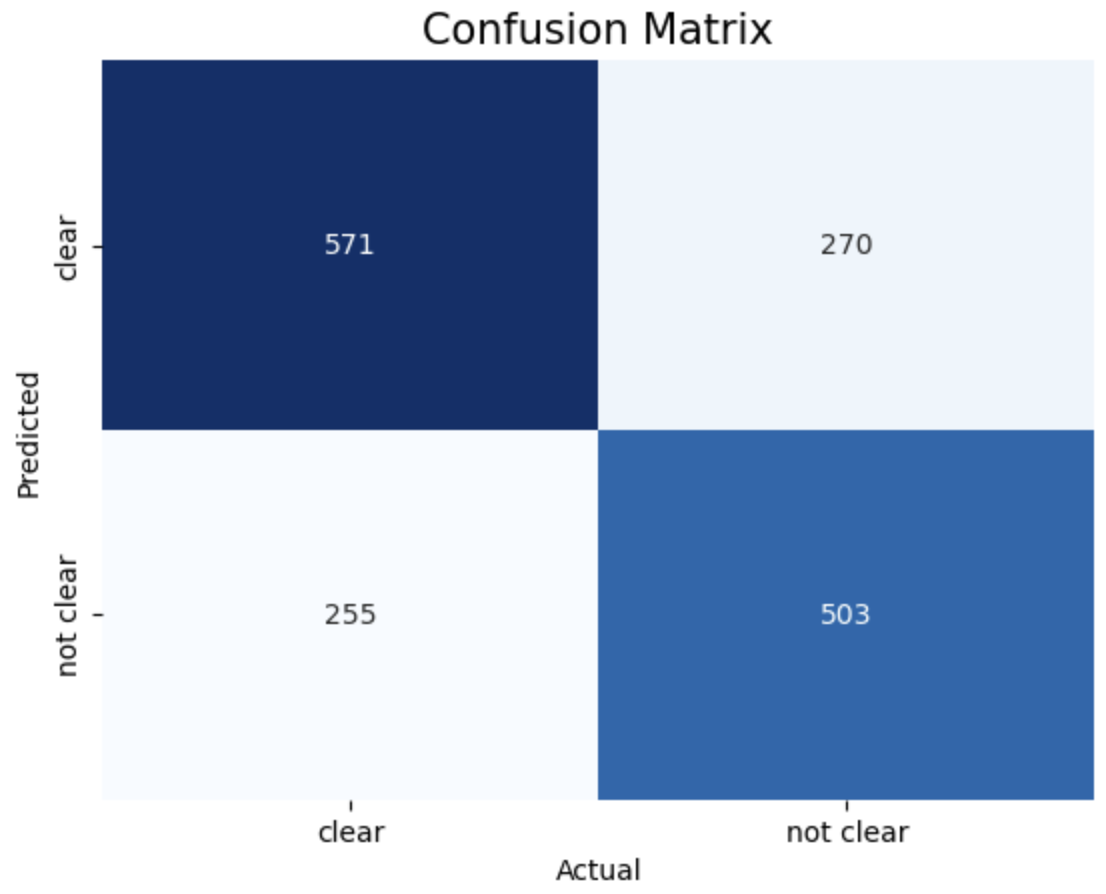 Confusion Matrix
Predicted
clear
571
270
not clear
255
503
clear
not clear
Actual